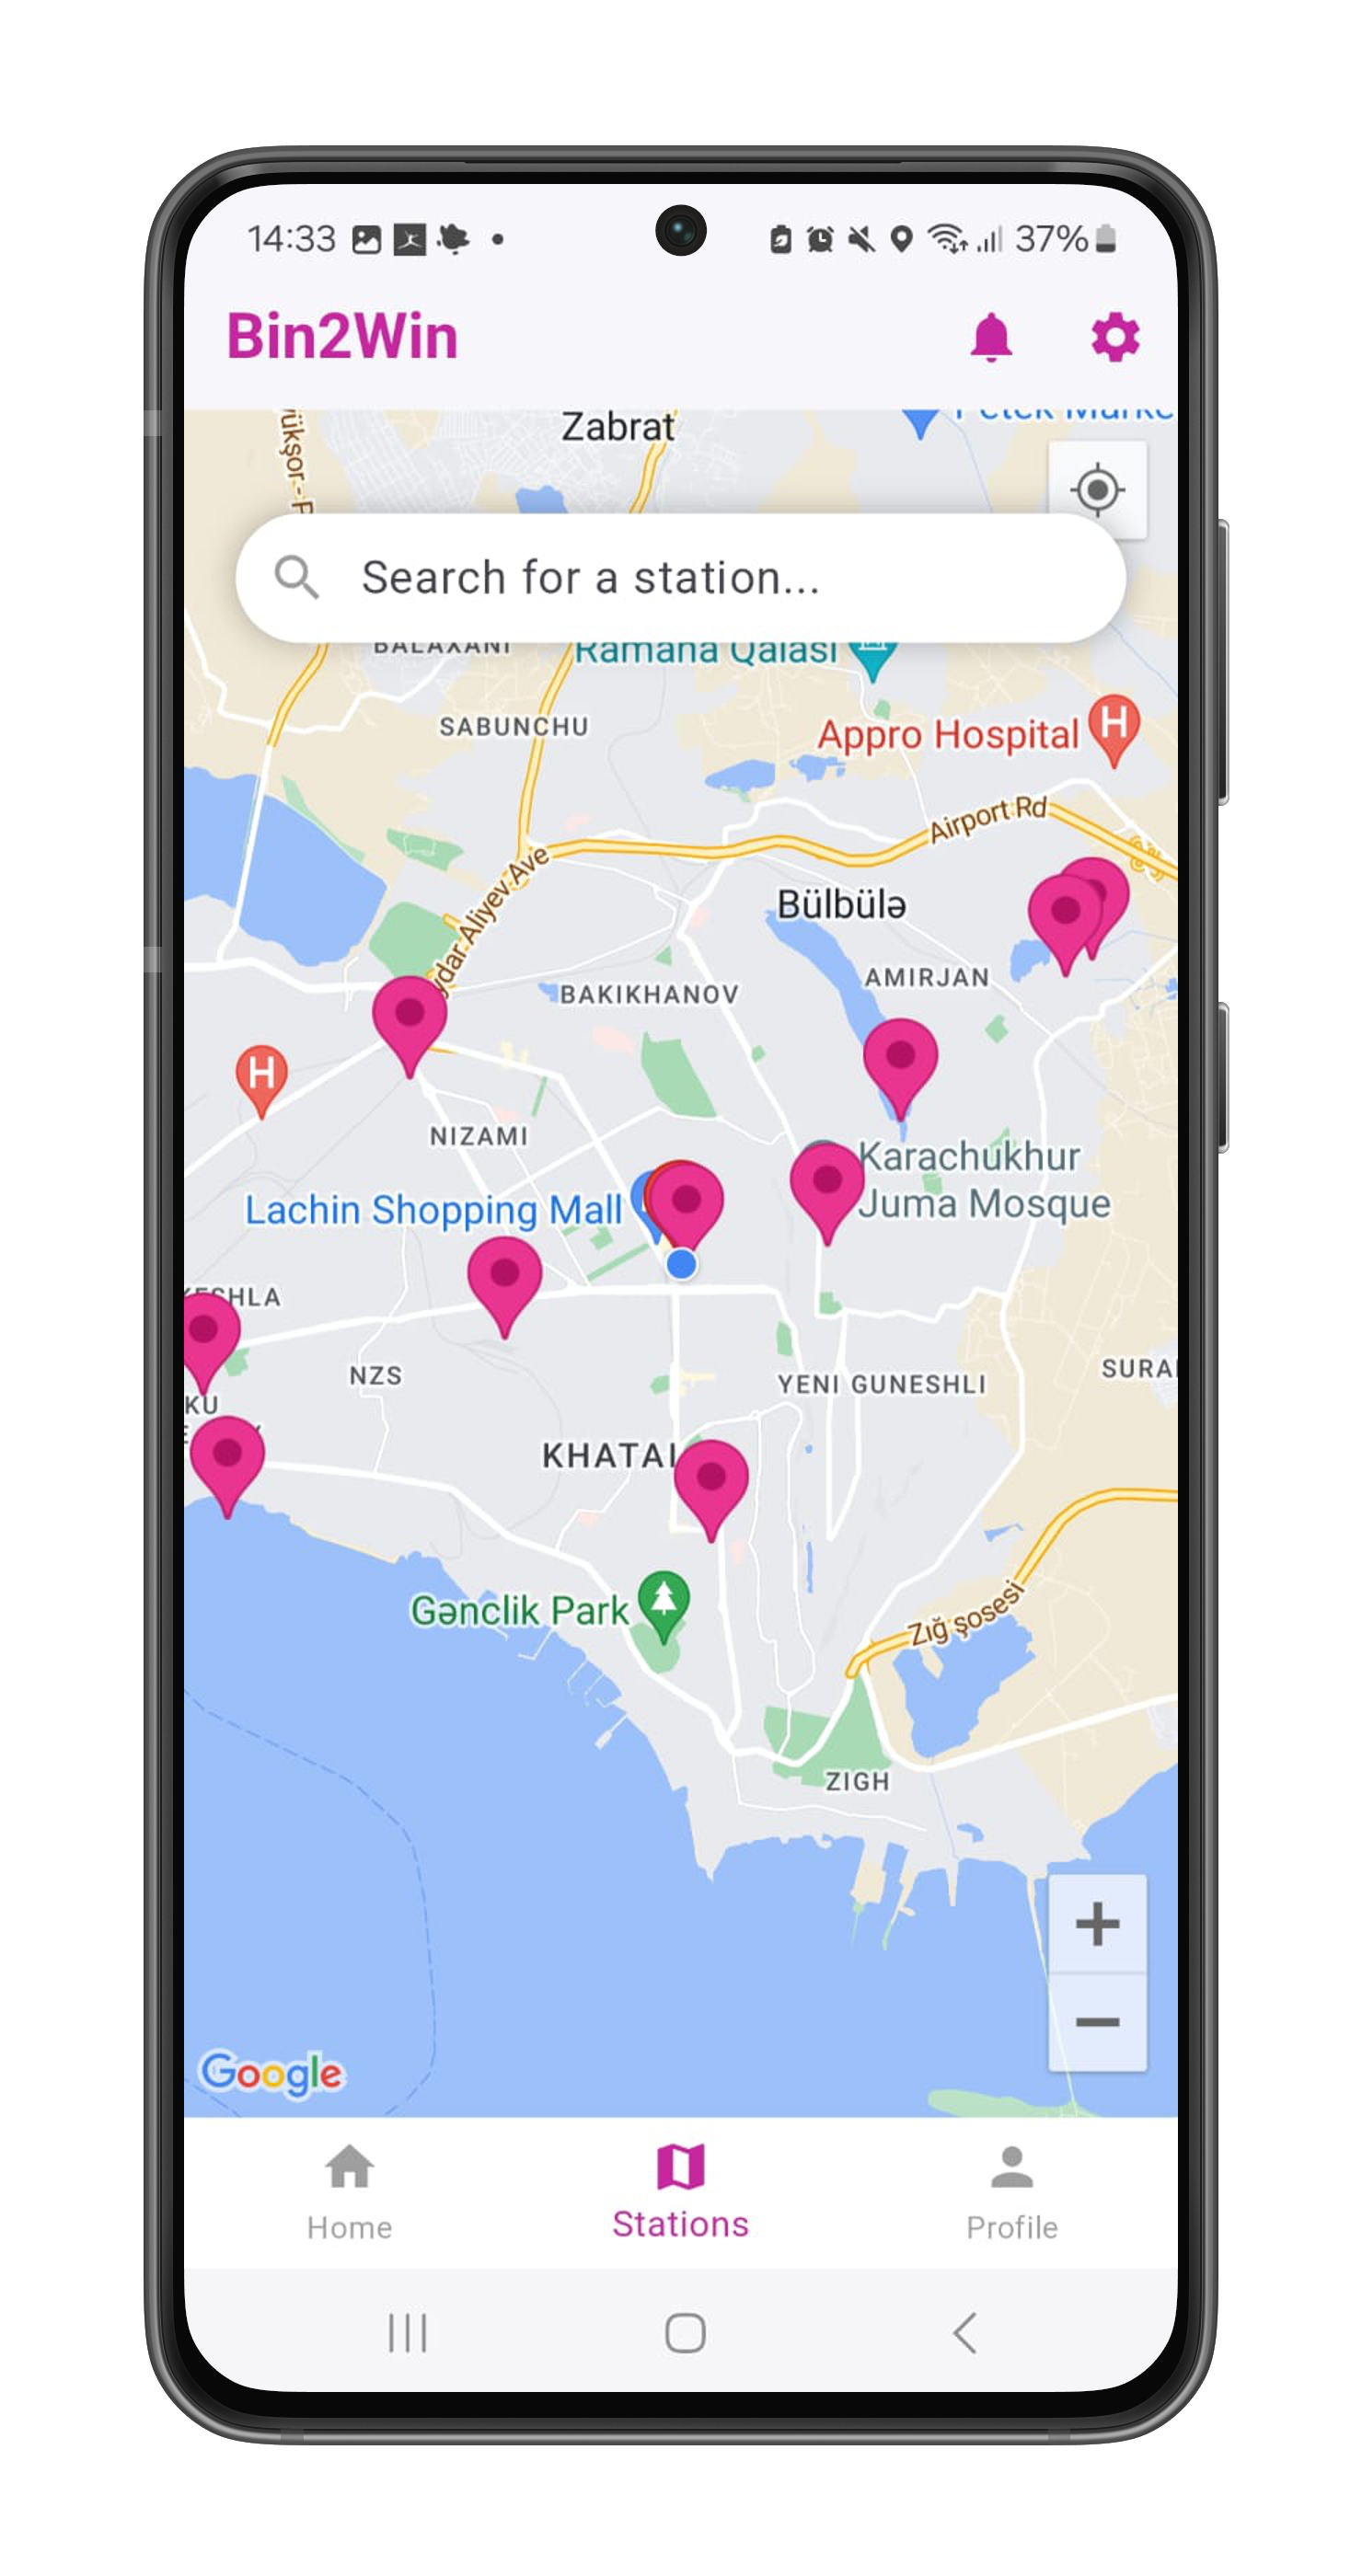 14:33
37%
Bin2Win
Zabrat
Search for a station...
BALAXANI
Ramana Qalası
SABUNCHU
Appro Hospital
H
Airport Rd
Aliyev Ave
Bülbülə
AMIRJAN
BAKIKHANOV
H
NIZAMI
Karachukhur
Juma Mosque
Lachin Shopping Mall
NZS
YENI GUNESHLI
KHATAI
Gənclik Park
Zığ şosesi
ZIGH
+
−
Google
Home
Stations
Profile